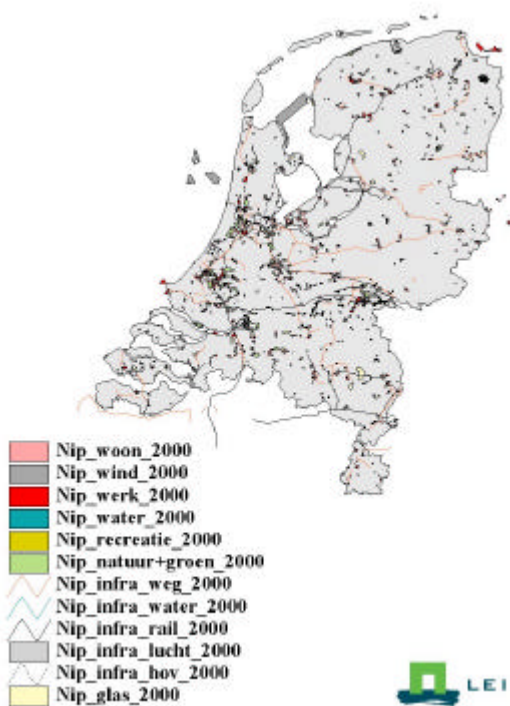 Nip_woon_2000
Nip_wind_2000
Nip_werk_2000
Nip_water_2000
Nip_recreatie_2000
Nip_natuur+groen_2000
Nip_infra_weg_2000
Nip_infra_water_2000
Nip_infra_rail_2000
Nip_infra_lucht_2000
Nip_infra_hov_2000
Nip_glas_2000
LEI